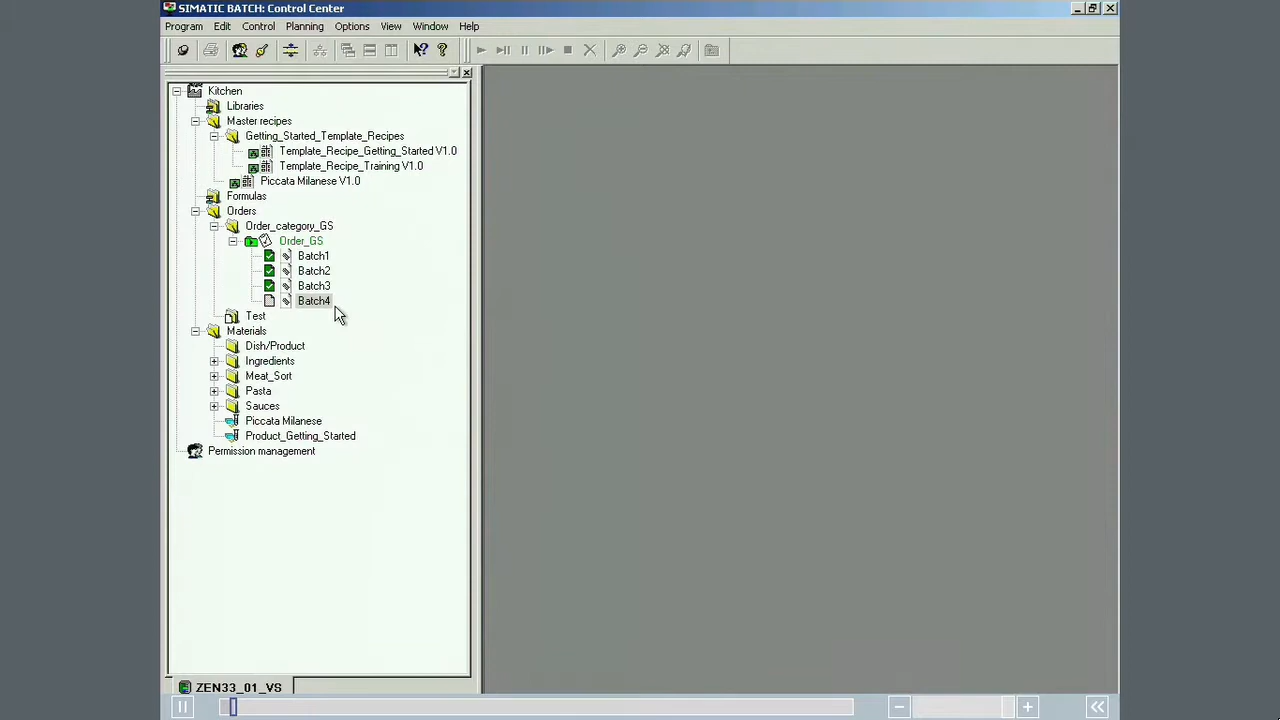 SIMATIC BATCH: Control Center
Program Edit Control Planning Options View Window Help
Kitchen
Libraries
Master recipes
Getting_Started_Template_Recipes
Template_Recipe_Getting_Started V1.0
Template_Recipe_Training V1.0
Piccata Milanese V1.0
Formulas
Orders
Order_category_GS
Order_GS
Batch1
Batch2
Batch3
Batch4
Test
Materials
Dish/Product
Ingredients
Meat_Sort
Pasta
Sauces
Piccata Milanese
Product_Getting_Started
Permission management
ZEN33_01_VS